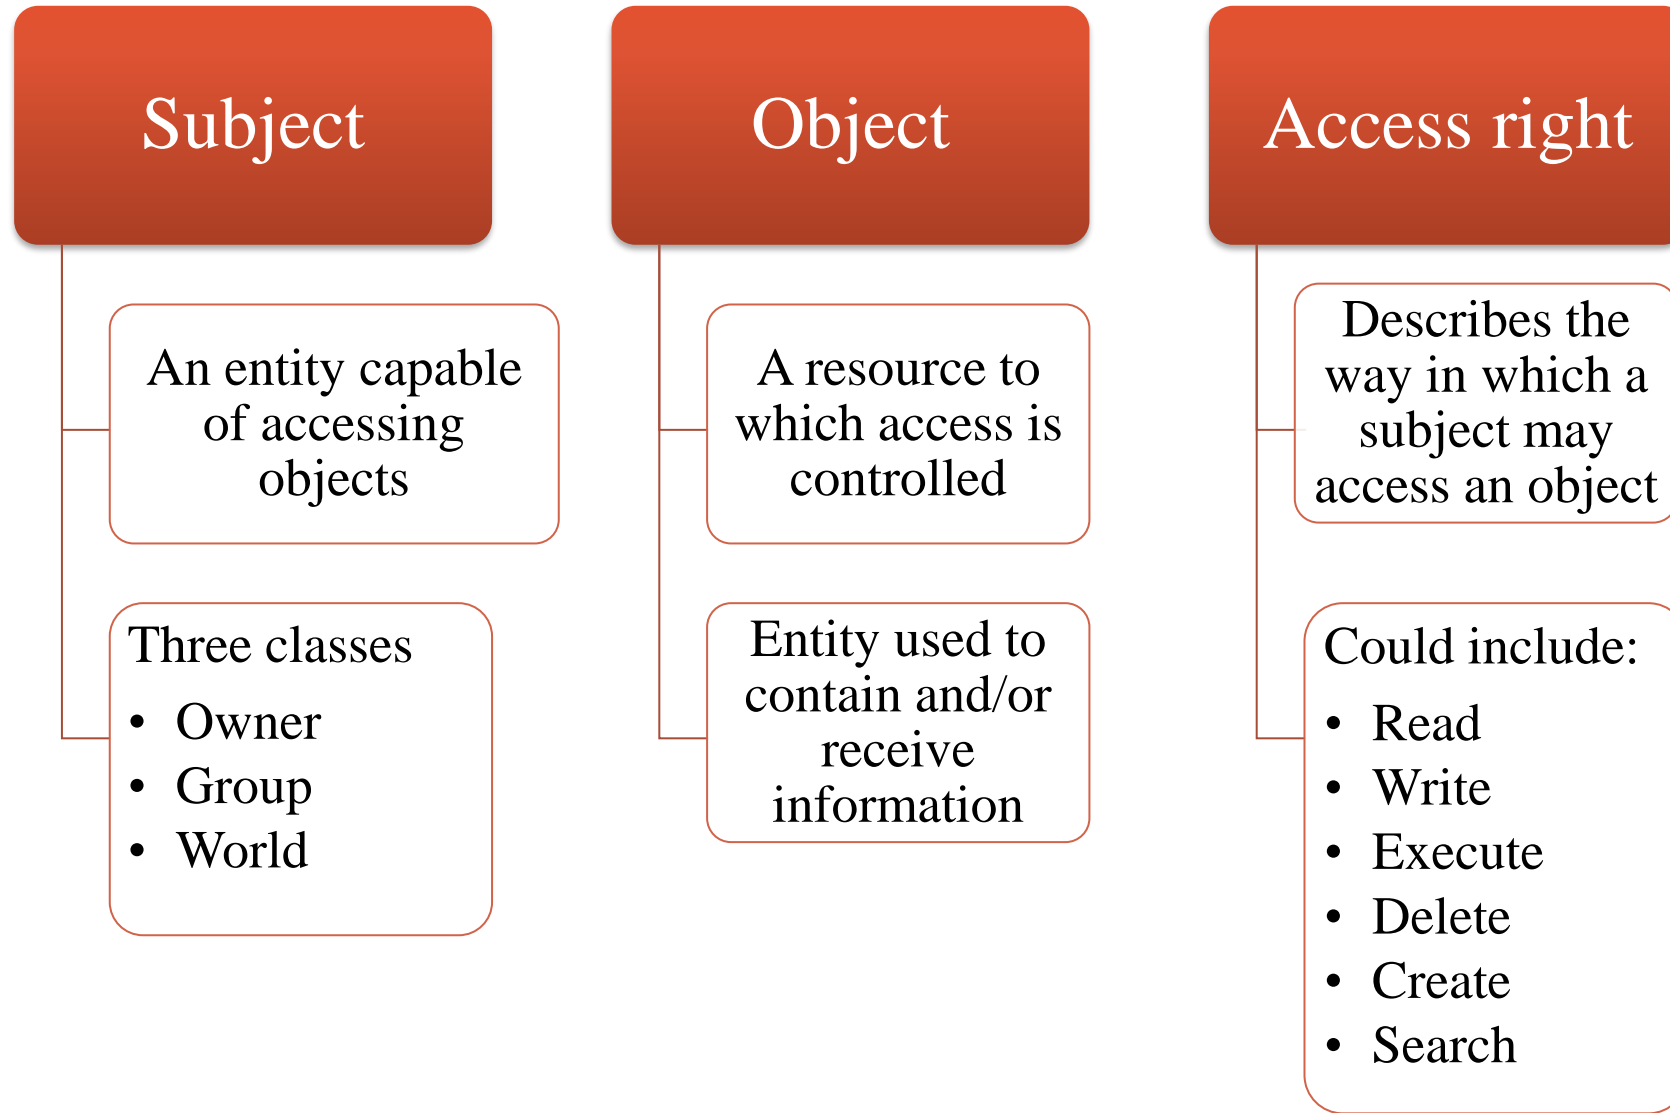 Subject
An entity capable
of accessing
objects
Three classes
• Owner
• Group
• World
Object
A resource to
which access is
controlled
Entity used to
contain and/or
receive
information
Access right
Describes the
way in which a
subject may
access an object
Could include:
• Read
• Write
• Execute
• Delete
• Create
• Search